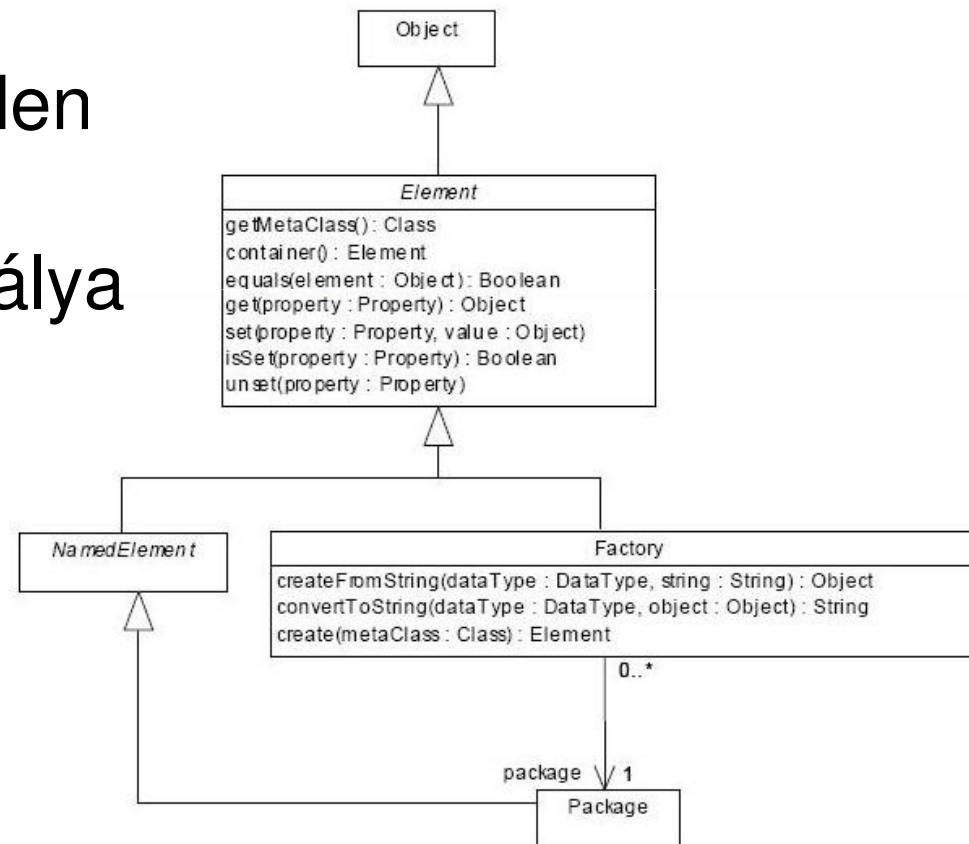 Object
len
álya
Element
getMetaClass() : Class
container() : Element
equals(element : Object) : Boolean
get(property : Property) : Object
set(property : Property, value : Object)
isSet(property : Property) : Boolean
unset(property : Property)
NamedElement
Factory
createFromString(dataType : DataType, string : String) : Object
convertToString(dataType : DataType, object : Object) : String
create(metaClass : Class) : Element
0..*
package 1
Package